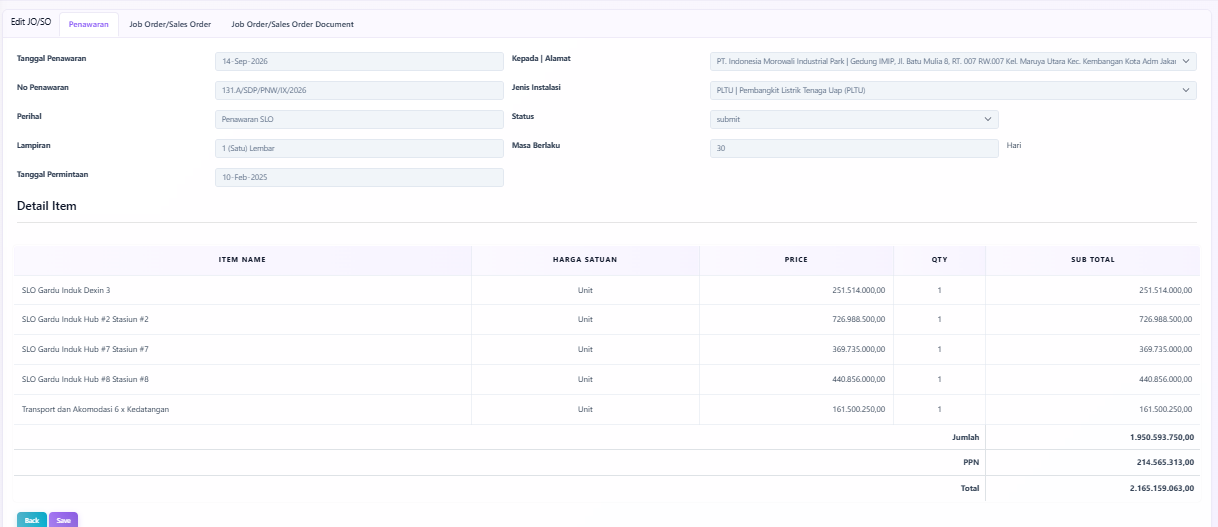 Edit JO/SO Penawaran Job Order/Sales Order Job Order/Sales Order Document
Tanggal Penawaran 14-Sep-2026 Kepada | Alamat PT. Indonesia Morowali Industrial Park | Gedung IMIP, Jl. Batu Mulia 8, RT. 007 RW.007 Kel. Maruya Utara Kec. Kembangan Kota Adm Jakar
No Penawaran 131.A/SDP/PNW/IX/2026 Jenis Instalasi PLTU | Pembangkit Listrik Tenaga Uap (PLTU)
Perihal Penawaran SLO Status submit
Lampiran 1 (Satu) Lembar Masa Berlaku 30 Hari
Tanggal Permintaan 10-Feb-2025
Detail Item
ITEM NAME HARGA SATUAN PRICE QTY SUB TOTAL
SLO Gardu Induk Dexin 3 Unit 251.514.000,00 1 251.514.000,00
SLO Gardu Induk Hub #2 Stasiun #2 Unit 726.988.500,00 1 726.988.500,00
SLO Gardu Induk Hub #7 Stasiun #7 Unit 369.735.000,00 1 369.735.000,00
SLO Gardu Induk Hub #8 Stasiun #8 Unit 440.856.000,00 1 440.856.000,00
Transport dan Akomodasi 6 x Kedatangan Unit 161.500.250,00 1 161.500.250,00
Jumlah 1.950.593.750,00
PPN 214.565.313,00
Total 2.165.159.063,00
Back Save